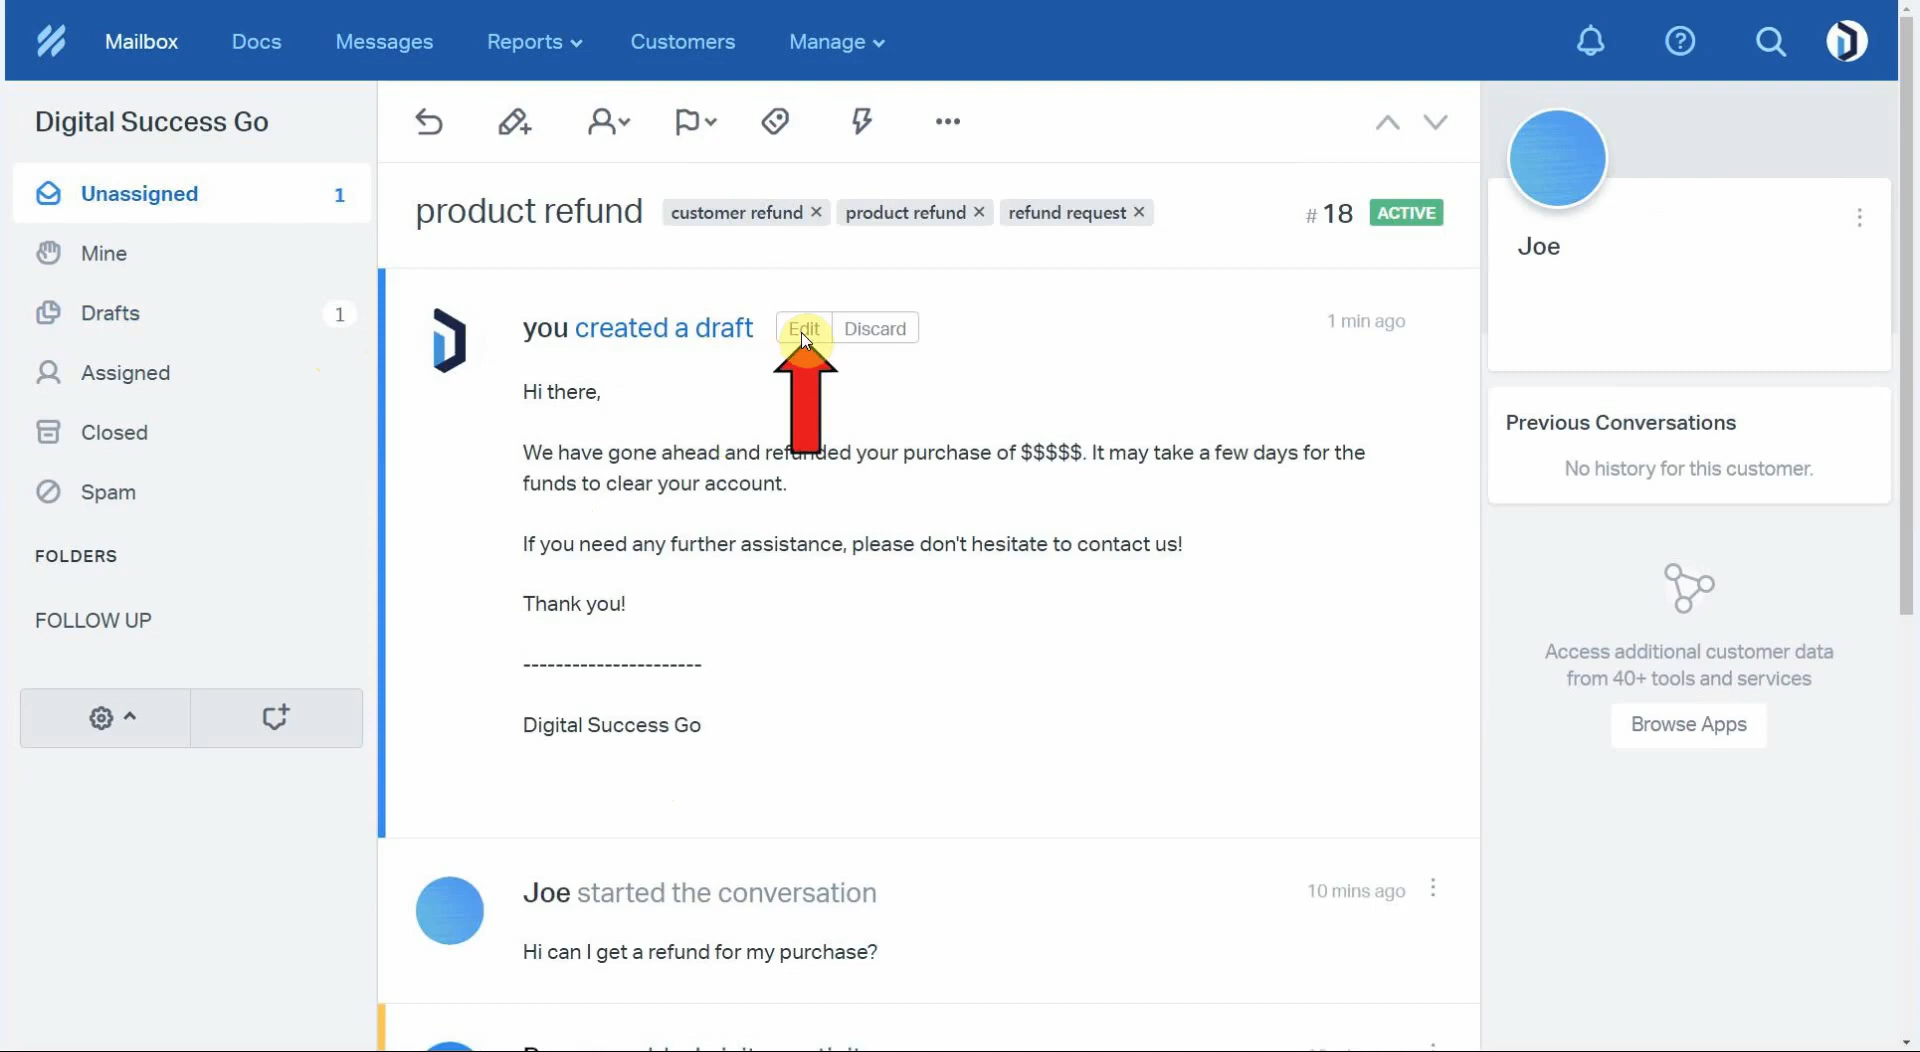 Mailbox Docs Messages Reports Customers Manage
Digital Success Go
Unassigned 1
Mine
Drafts 1
Assigned
Closed
Spam
FOLDERS
FOLLOW UP
product refund customer refund × product refund × refund request × # 18 ACTIVE
you created a draft Edit Discard 1 min ago
Hi there,
We have gone ahead and refunded your purchase of $$$$$. It may take a few days for the
funds to clear your account.
If you need any further assistance, please don't hesitate to contact us!
Thank you!
----------------------
Digital Success Go
Joe started the conversation 10 mins ago
Hi can I get a refund for my purchase?
Joe
Previous Conversations
No history for this customer.
Access additional customer data
from 40+ tools and services
Browse Apps